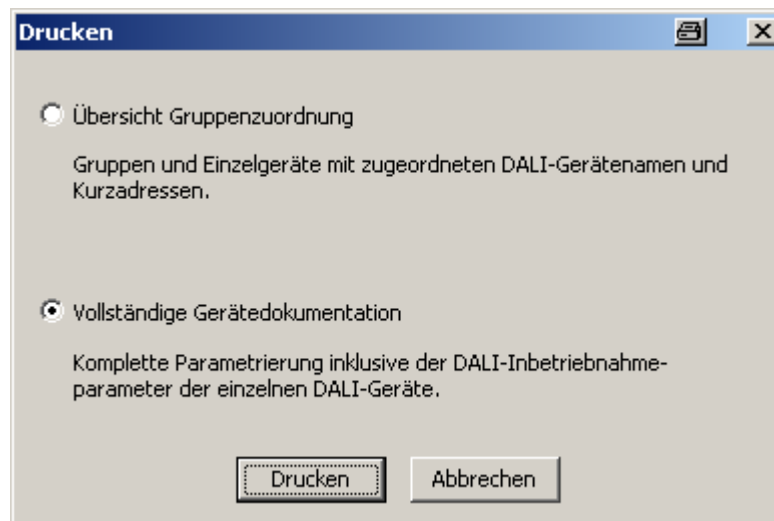 Drucken
Übersicht Gruppenzuordnung
Gruppen und Einzelgeräte mit zugeordneten DALI-Gerätenamen und
Kurzadressen.
Vollständige Gerätedokumentation
Komplette Parametrierung inklusive der DALI-Inbetriebnahme-
parameter der einzelnen DALI-Geräte.
Drucken
Abbrechen